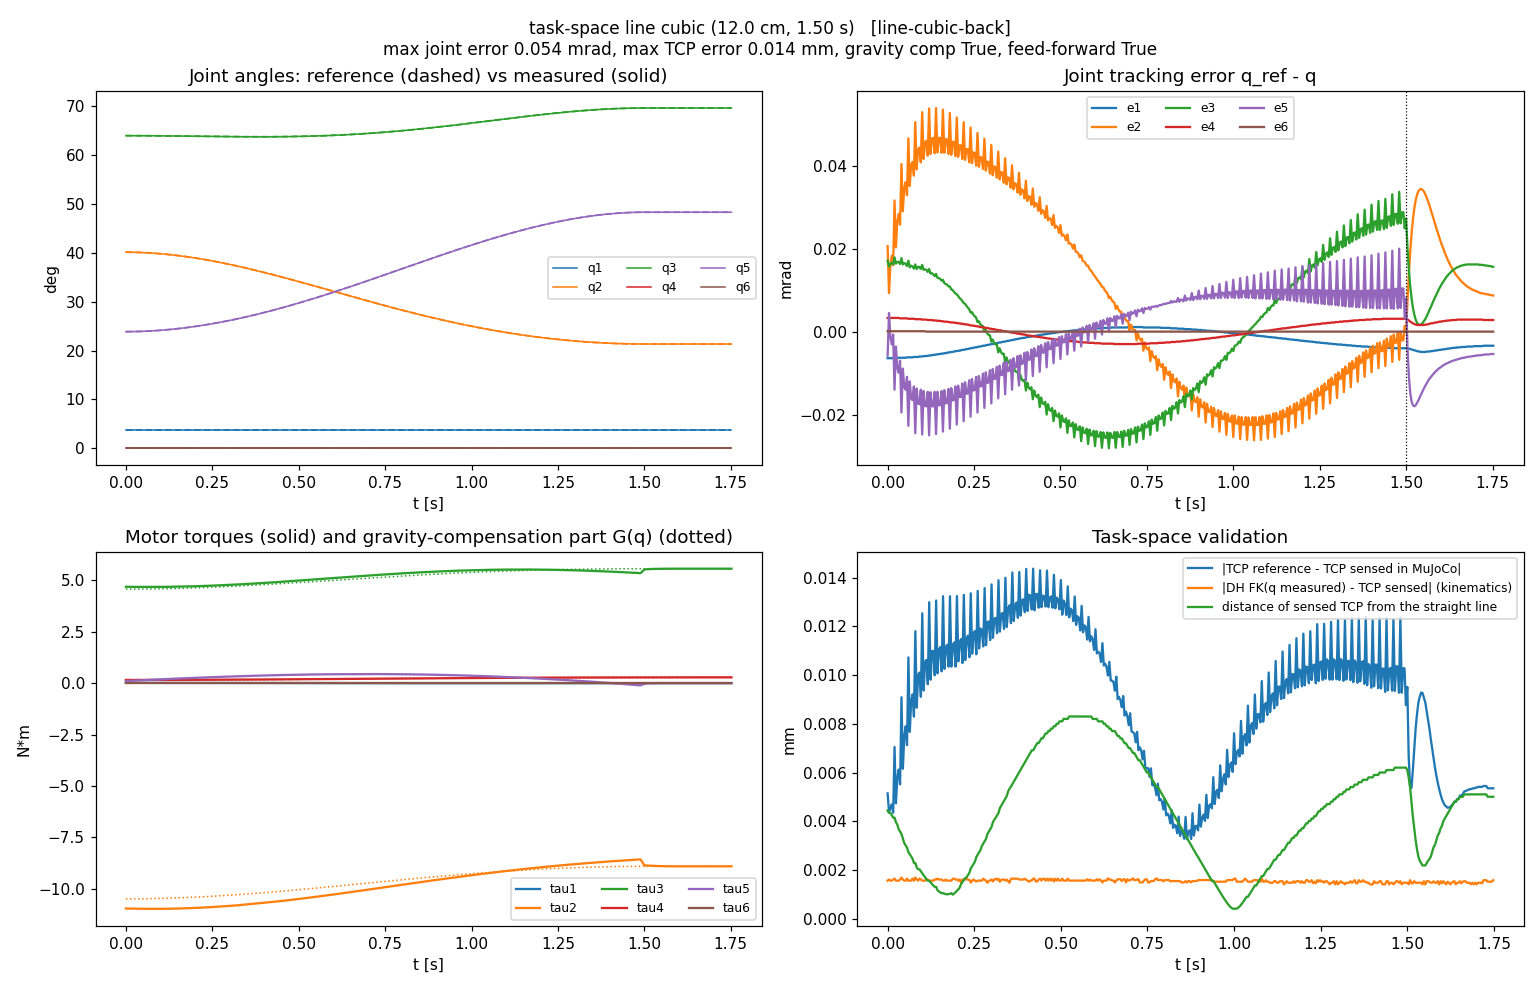 task-space line cubic (12.0 cm, 1.50 s)   [line-cubic-back]
max joint error 0.054 mrad, max TCP error 0.014 mm, gravity comp True, feed-forward True
Joint angles: reference (dashed) vs measured (solid)
70
60
50
40
30
20
10
0
deg
q1 q3 q5
q2 q4 q6
0.00 0.25 0.50 0.75 1.00 1.25 1.50 1.75
t [s]
Joint tracking error q_ref - q
e1 e3 e5
e2 e4 e6
0.04
0.02
0.00
−0.02
mrad
0.00 0.25 0.50 0.75 1.00 1.25 1.50 1.75
t [s]
Motor torques (solid) and gravity-compensation part G(q) (dotted)
5.0
2.5
0.0
−2.5
−5.0
−7.5
−10.0
N*m
tau1 tau3 tau5
tau2 tau4 tau6
0.00 0.25 0.50 0.75 1.00 1.25 1.50 1.75
t [s]
Task-space validation
|TCP reference - TCP sensed in MuJoCo|
|DH FK(q measured) - TCP sensed| (kinematics)
distance of sensed TCP from the straight line
0.014
0.012
0.010
0.008
0.006
0.004
0.002
0.000
mm
0.00 0.25 0.50 0.75 1.00 1.25 1.50 1.75
t [s]